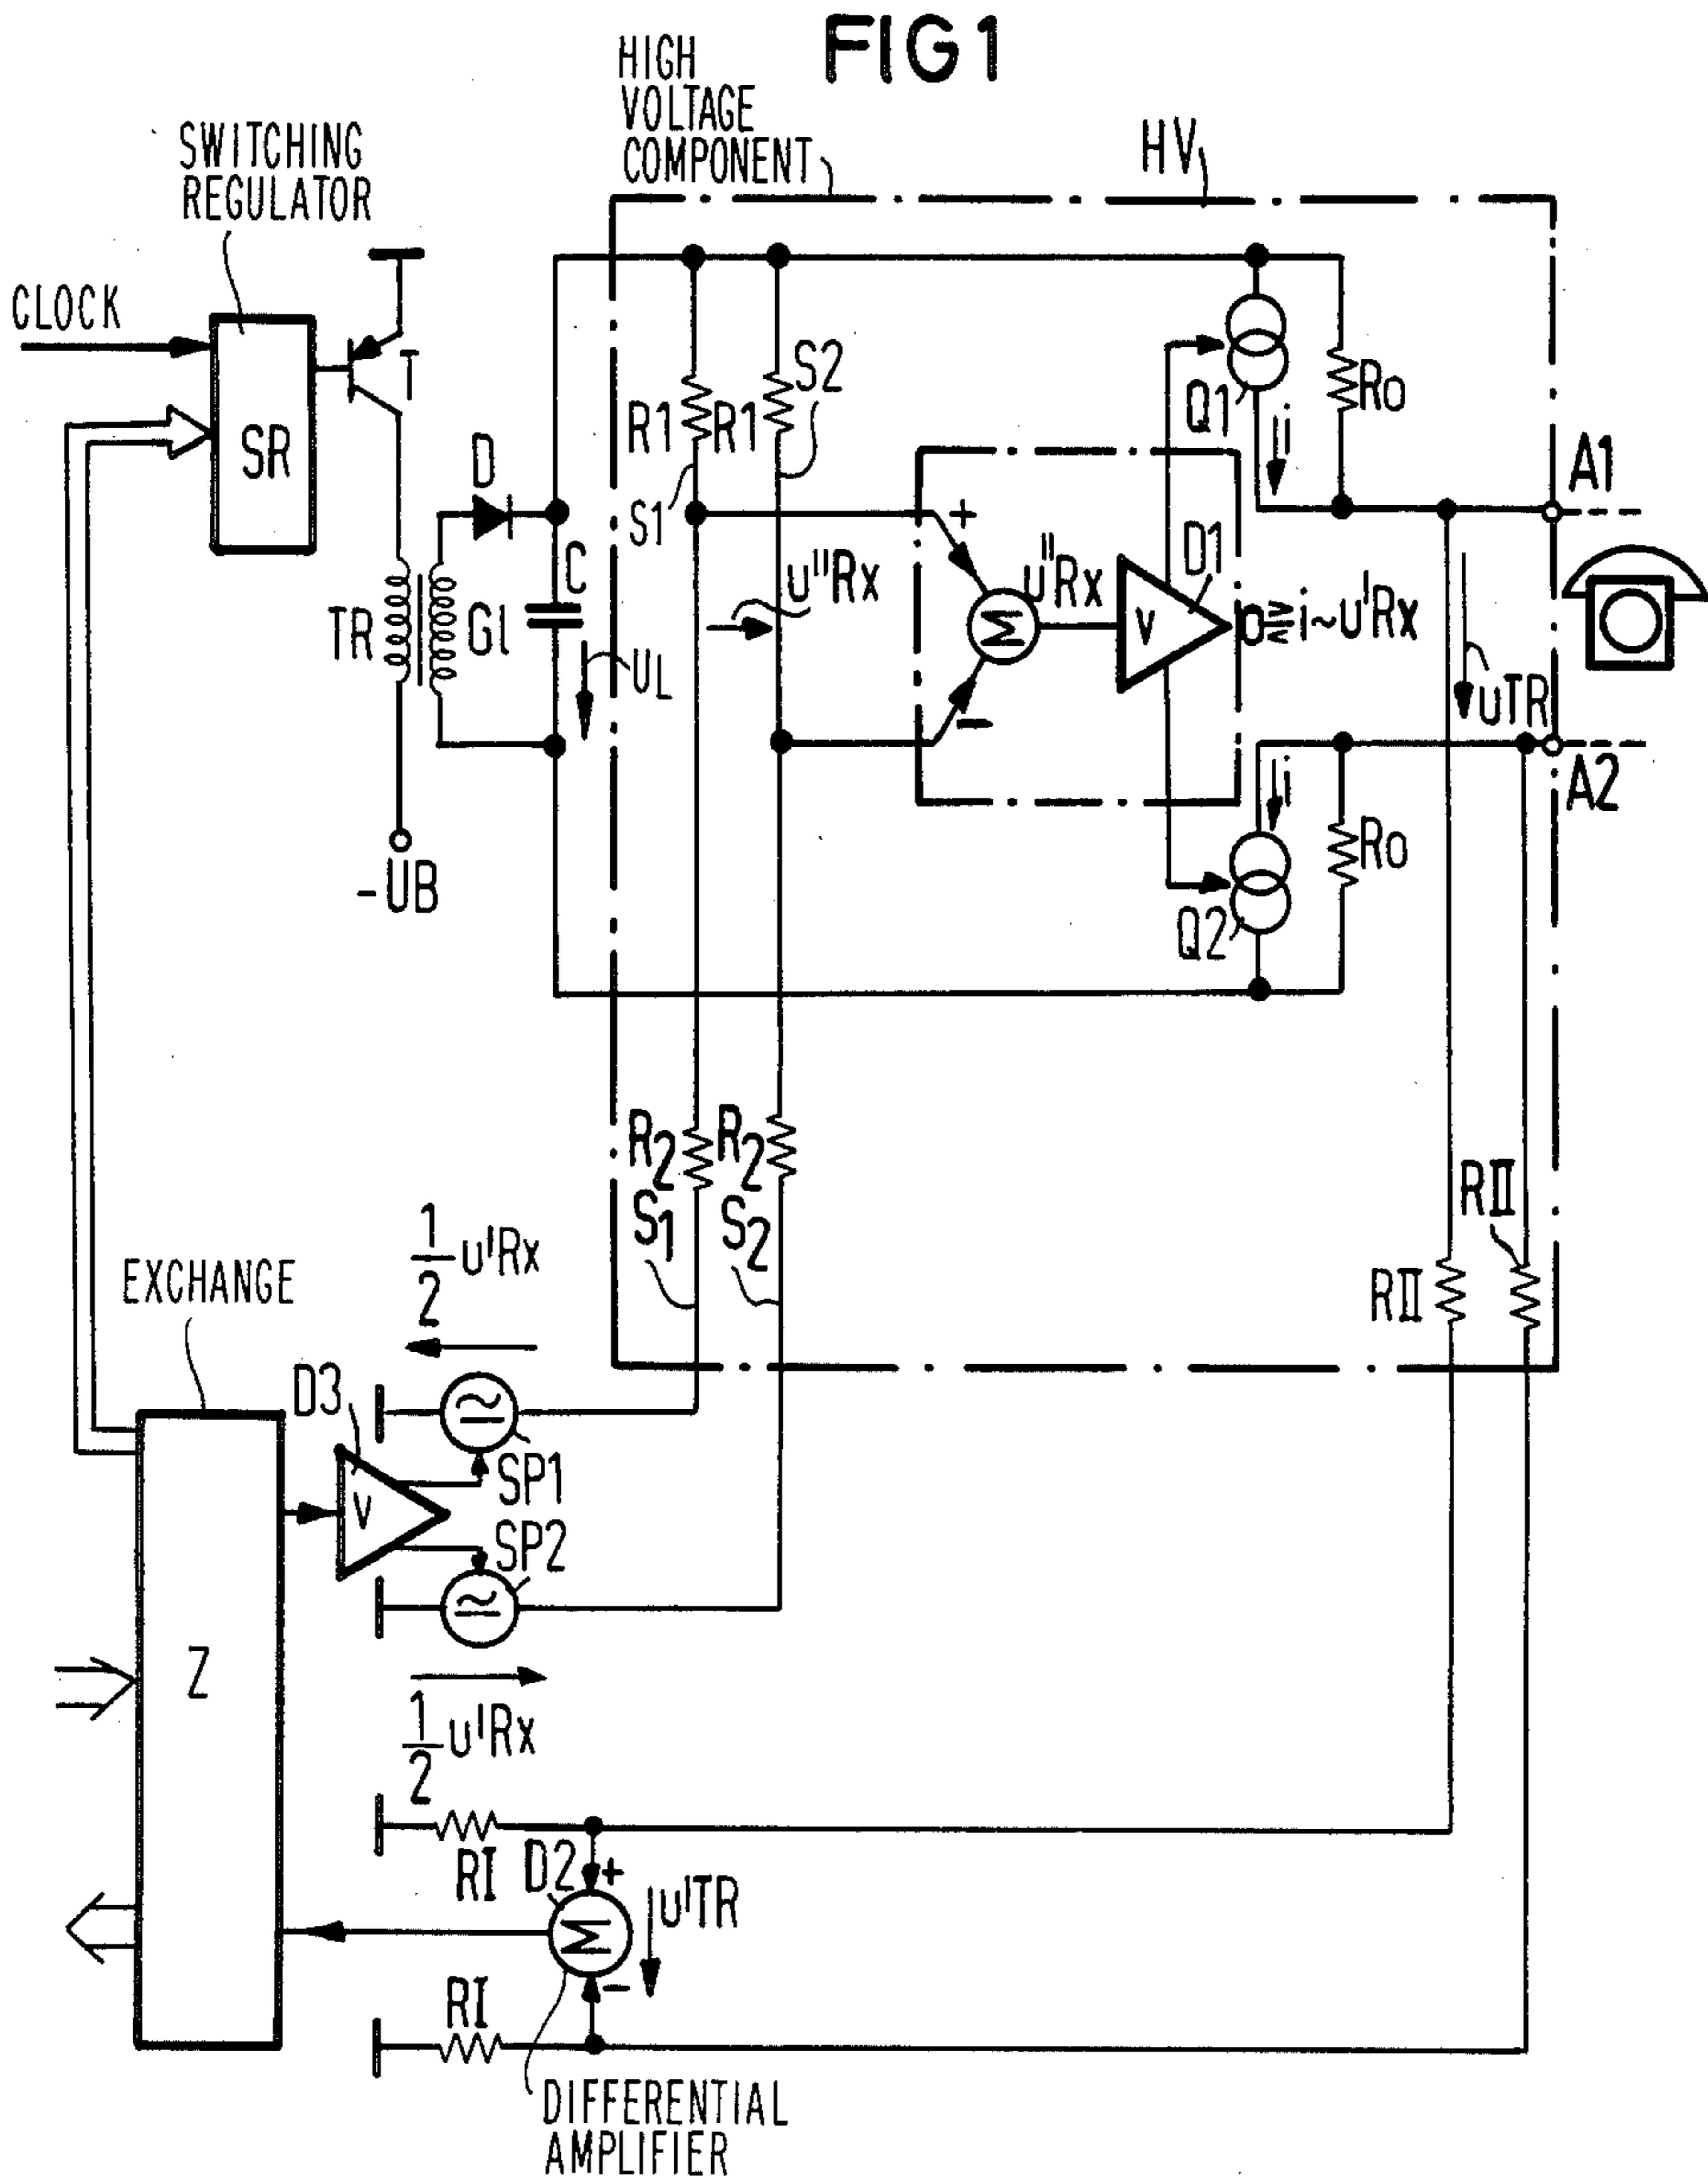 FIG 1
HIGH
VOLTAGE
COMPONENT
HV
SWITCHING
REGULATOR
CLOCK
SR
T
TR
Gl
D
C
UL
-UB
R1
R1
S1
S2
u'''Rx
+
-
Σ
u''Rx
V
D1
0≷i~u'Rx
Q1
i
Ro
A1
uTR
A2
i
Q2
Ro
R2
R2
S1
S2
RII
RII
1/2 u'Rx
EXCHANGE
D3
V
SP1
SP2
Z
1/2 u'Rx
RI
D2
+
Σ
u'TR
-
RI
DIFFERENTIAL
AMPLIFIER